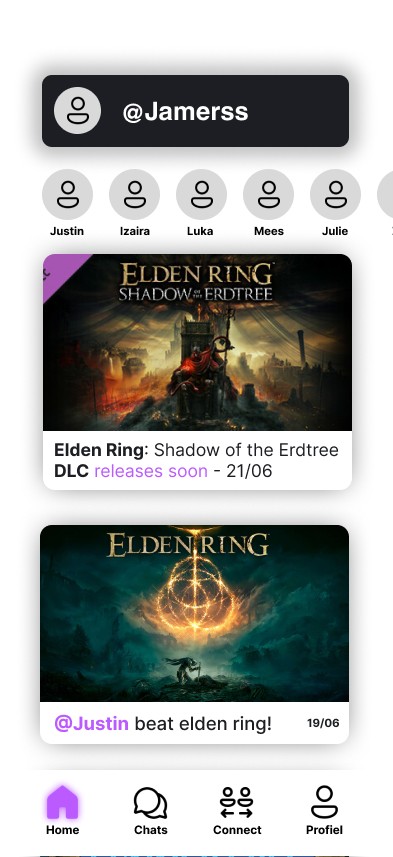 @Jamerss
Justin Izaira Luka Mees Julie
ELDEN RING
SHADOW OF THE ERDTREE
Elden Ring: Shadow of the Erdtree
DLC releases soon - 21/06
ELDEN RING
@Justin beat elden ring! 19/06
Home Chats Connect Profiel